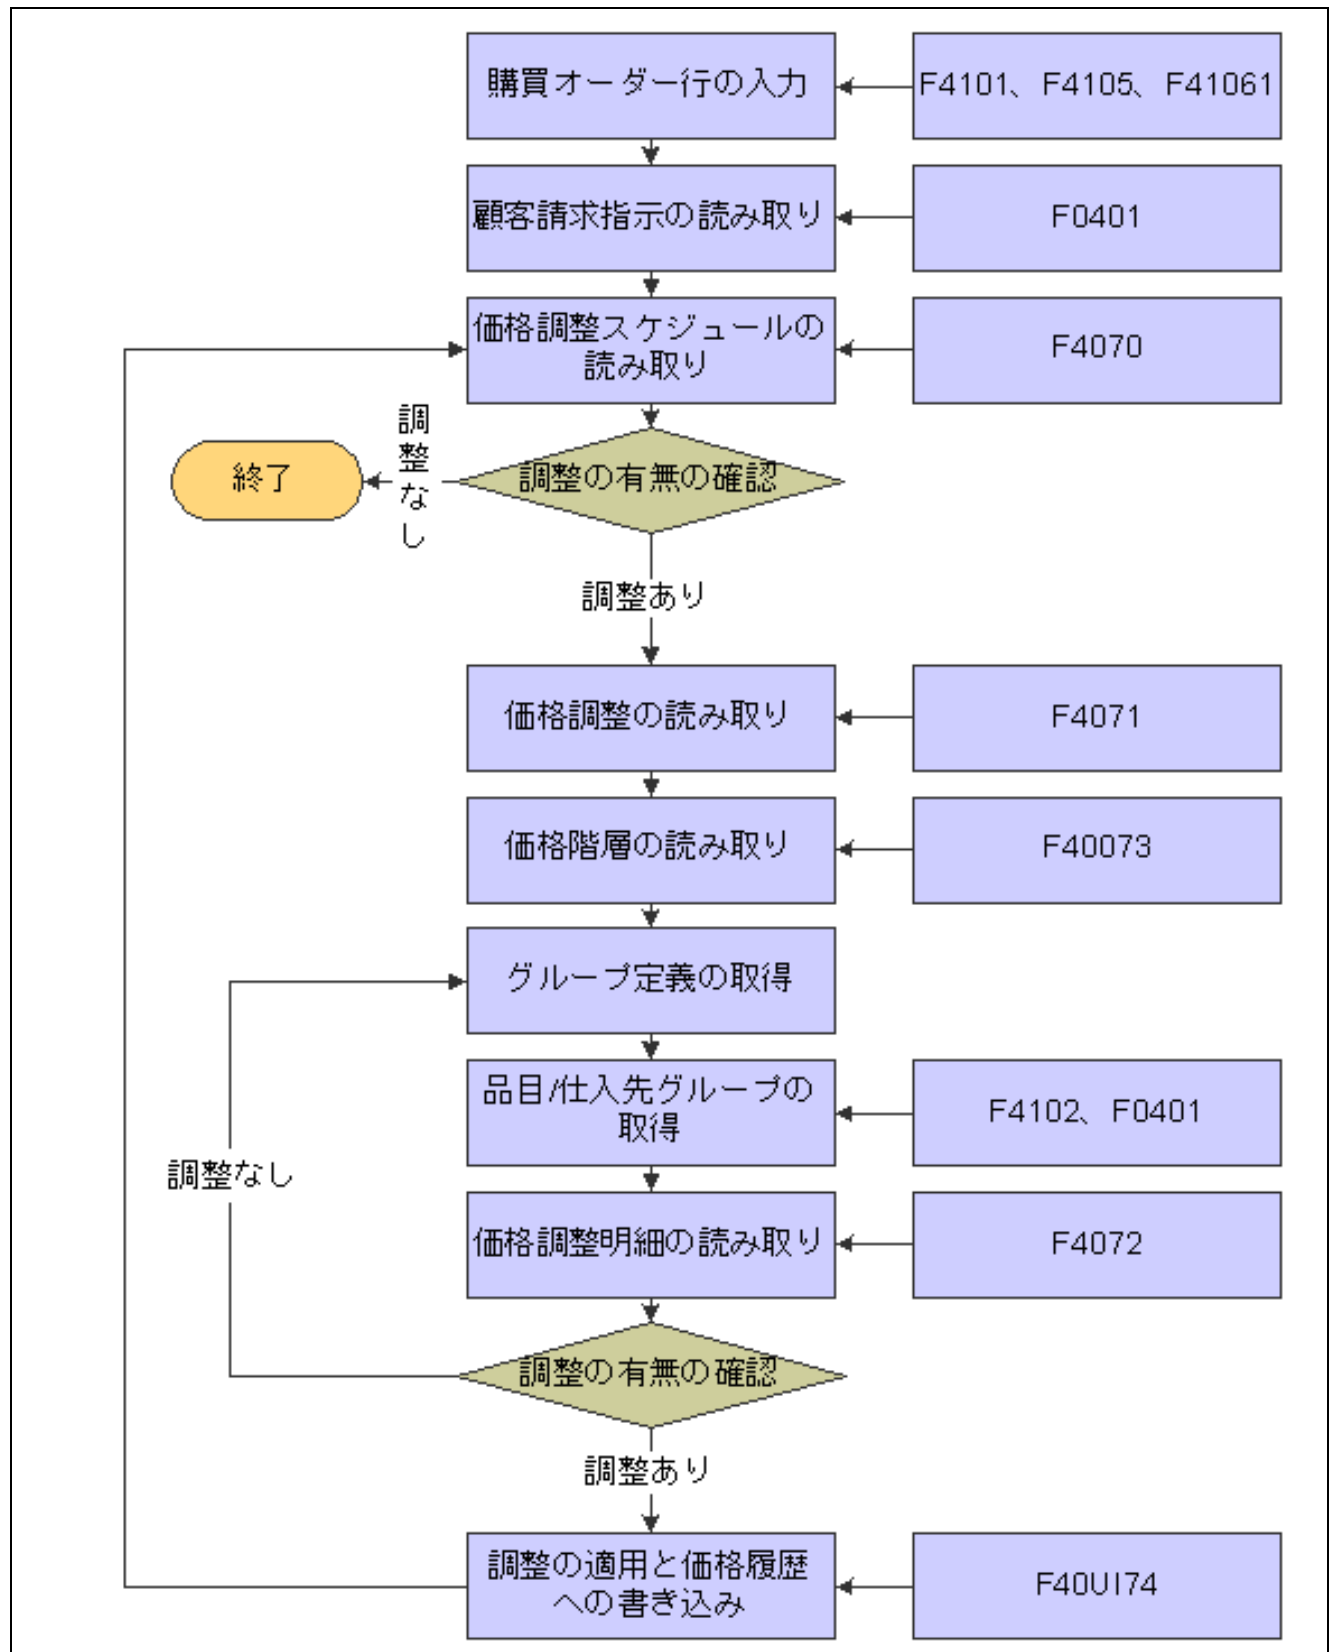 購買オーダー行の入力
F4101、F4105、F41061
顧客請求指示の読み取り
F0401
価格調整スケジュールの
読み取り
F4070
調
整
な
し
終了
調整の有無の確認
調整あり
価格調整の読み取り
F4071
価格階層の読み取り
F40073
グループ定義の取得
品目/仕入先グループの
取得
F4102、F0401
調整なし
価格調整明細の読み取り
F4072
調整の有無の確認
調整あり
調整の適用と価格履歴
への書き込み
F40UI74